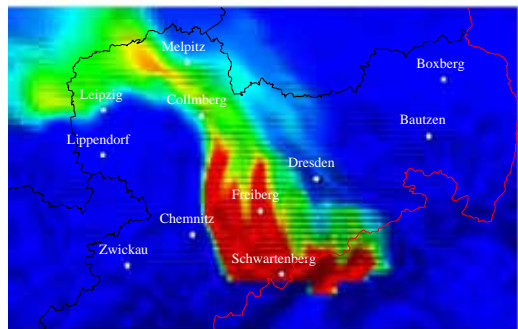 Melpitz
Boxberg
Leipzig
Collmberg
Bautzen
Lippendorf
Dresden
Freiberg
Chemnitz
Zwickau
Schwartenberg